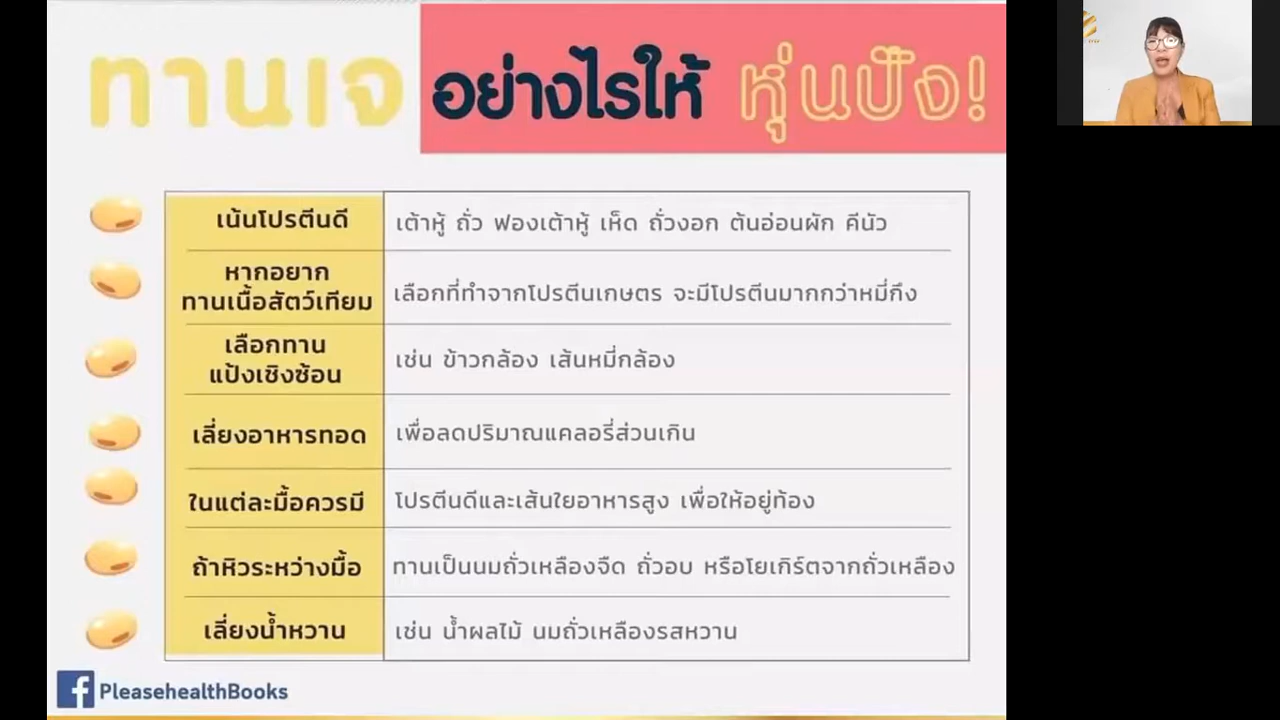 ทานเจ อย่างไรให้ หุ่นปัง!
เน้นโปรตีนดี
เต้าหู้ ถั่ว ฟองเต้าหู้ เห็ด ถั่วงอก ต้นอ่อนผัก คีนัว
หากอยาก
ทานเนื้อสัตว์เทียม
เลือกที่ทำจากโปรตีนเกษตร จะมีโปรตีนมากกว่าหมี่กึง
เลือกทาน
แป้งเชิงซ้อน
เช่น ข้าวกล้อง เส้นหมี่กล้อง
เลี่ยงอาหารทอด
เพื่อลดปริมาณแคลอรี่ส่วนเกิน
ในแต่ละมื้อควรมี
โปรตีนดีและเส้นใยอาหารสูง เพื่อให้อยู่ท้อง
ถ้าหิวระหว่างมื้อ
ทานเป็นนมถั่วเหลืองจืด ถั่วอบ หรือโยเกิร์ตจากถั่วเหลือง
เลี่ยงน้ำหวาน
เช่น น้ำผลไม้ นมถั่วเหลืองรสหวาน
PleasehealthBooks